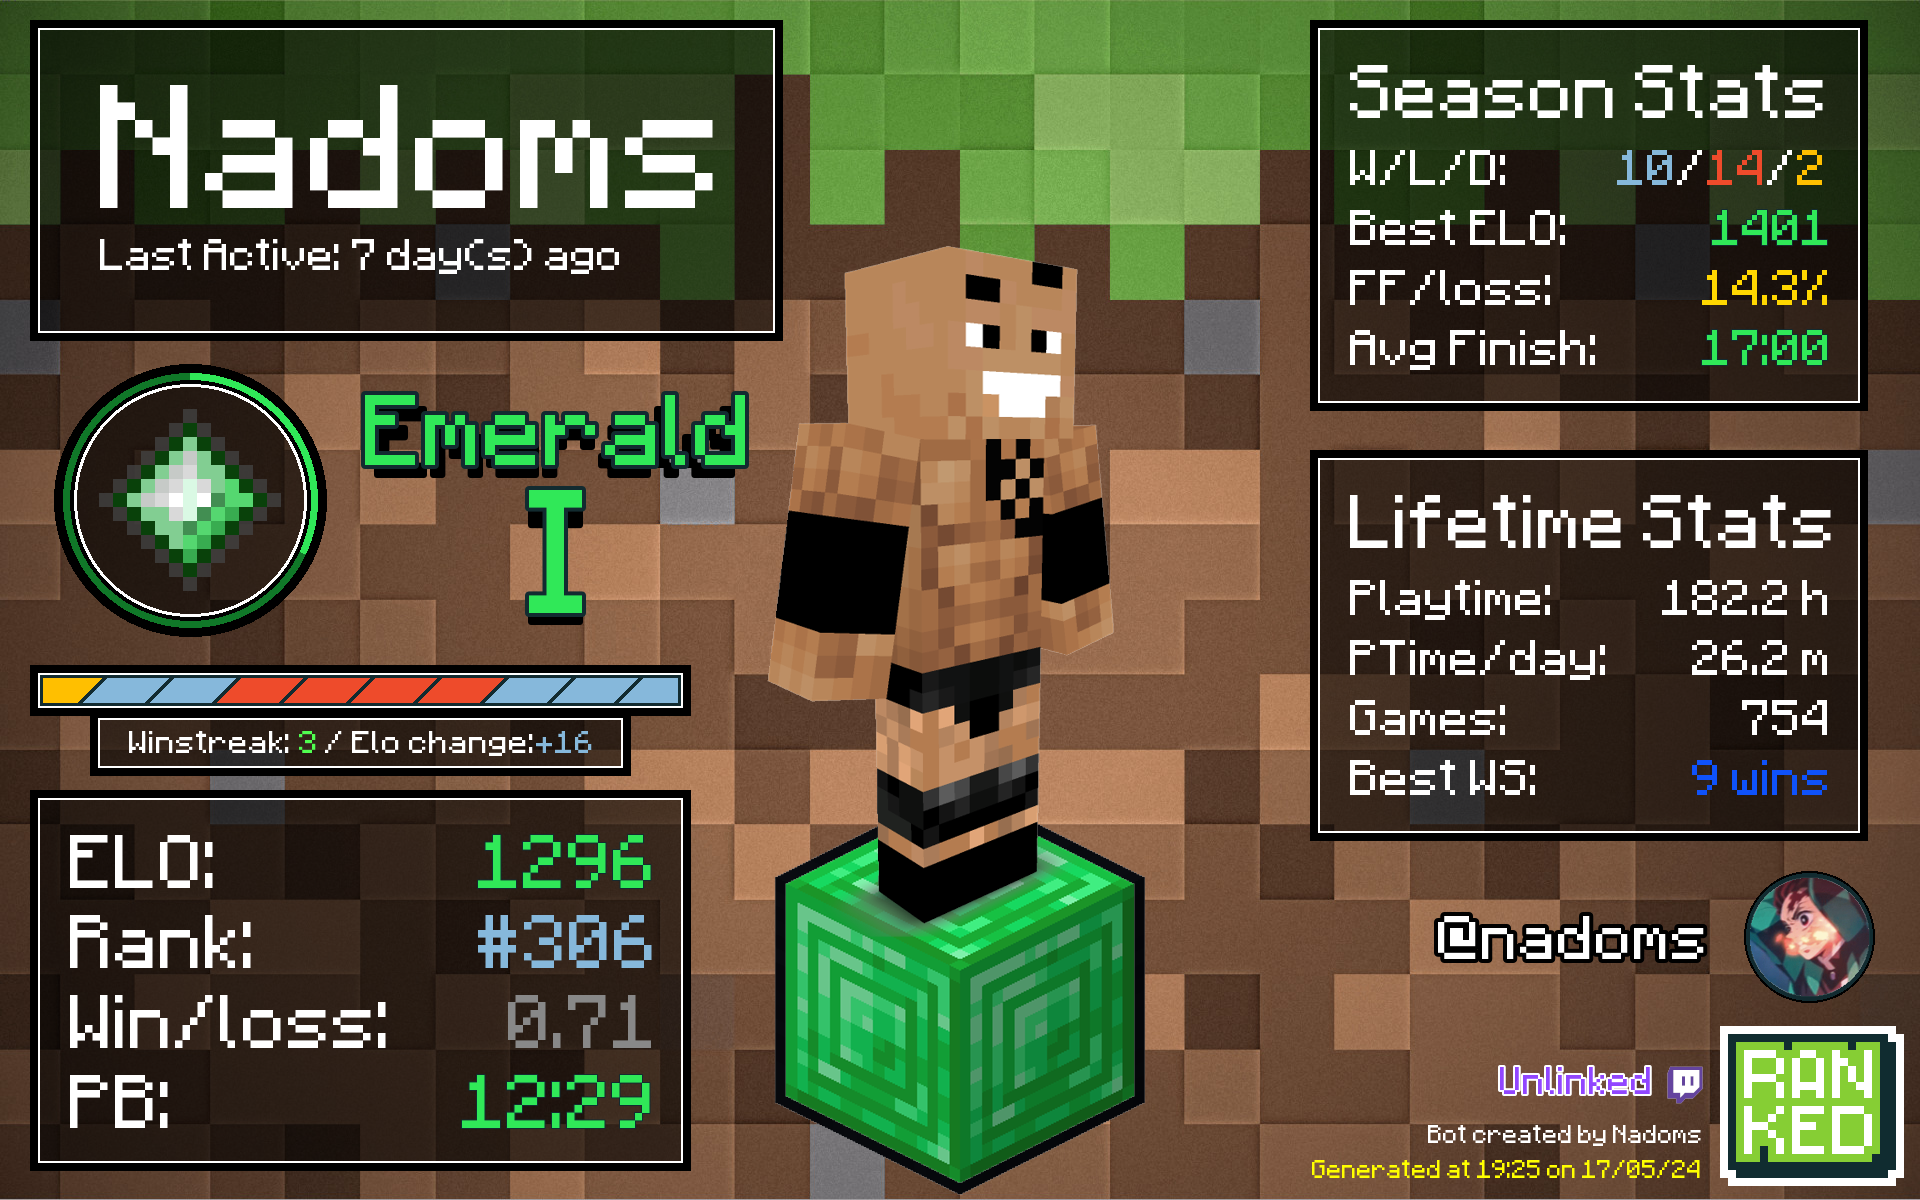 Nadoms
Last Active: 7 day(s) ago
Emerald
I
Winstreak: 3 / Elo change:+16
ELO: 1296
Rank: #306
Win/loss: 0.71
PB: 12:29
Season Stats
W/L/D: 10/14/2
Best ELO: 1401
FF/loss: 14.3%
Avg Finish: 17:00
Lifetime Stats
Playtime: 182.2 h
PTime/day: 26.2 m
Games: 754
Best WS: 9 wins
@nadoms
Unlinked
Bot created by Nadoms
Generated at 19:25 on 17/05/24
RAN
KED